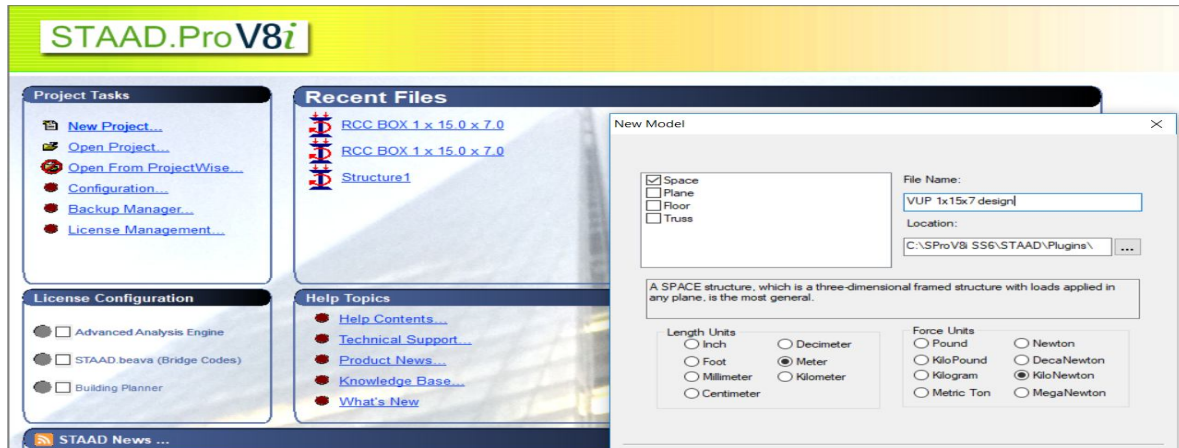 STAAD.ProV8i
Project Tasks
New Project...
Open Project...
Open From ProjectWise...
Configuration...
Backup Manager...
License Management...
Recent Files
RCC BOX 1 x 15.0 x 7.0
RCC BOX 1 x 15.0 x 7.0
Structure1
License Configuration
Advanced Analysis Engine
STAAD.beava (Bridge Codes)
Building Planner
Help Topics
Help Contents...
Technical Support...
Product News...
Knowledge Base...
What's New
STAAD News ...
New Model
Space
Plane
Floor
Truss
File Name:
VUP 1x15x7 design
Location:
C:\SProV8i SS6\STAAD\Plugins\
...
A SPACE structure, which is a three-dimensional framed structure with loads applied in
any plane, is the most general.
Length Units
Inch
Decimeter
Foot
Meter
Millimeter
Kilometer
Centimeter
Force Units
Pound
Newton
KiloPound
DecaNewton
Kilogram
KiloNewton
Metric Ton
MegaNewton